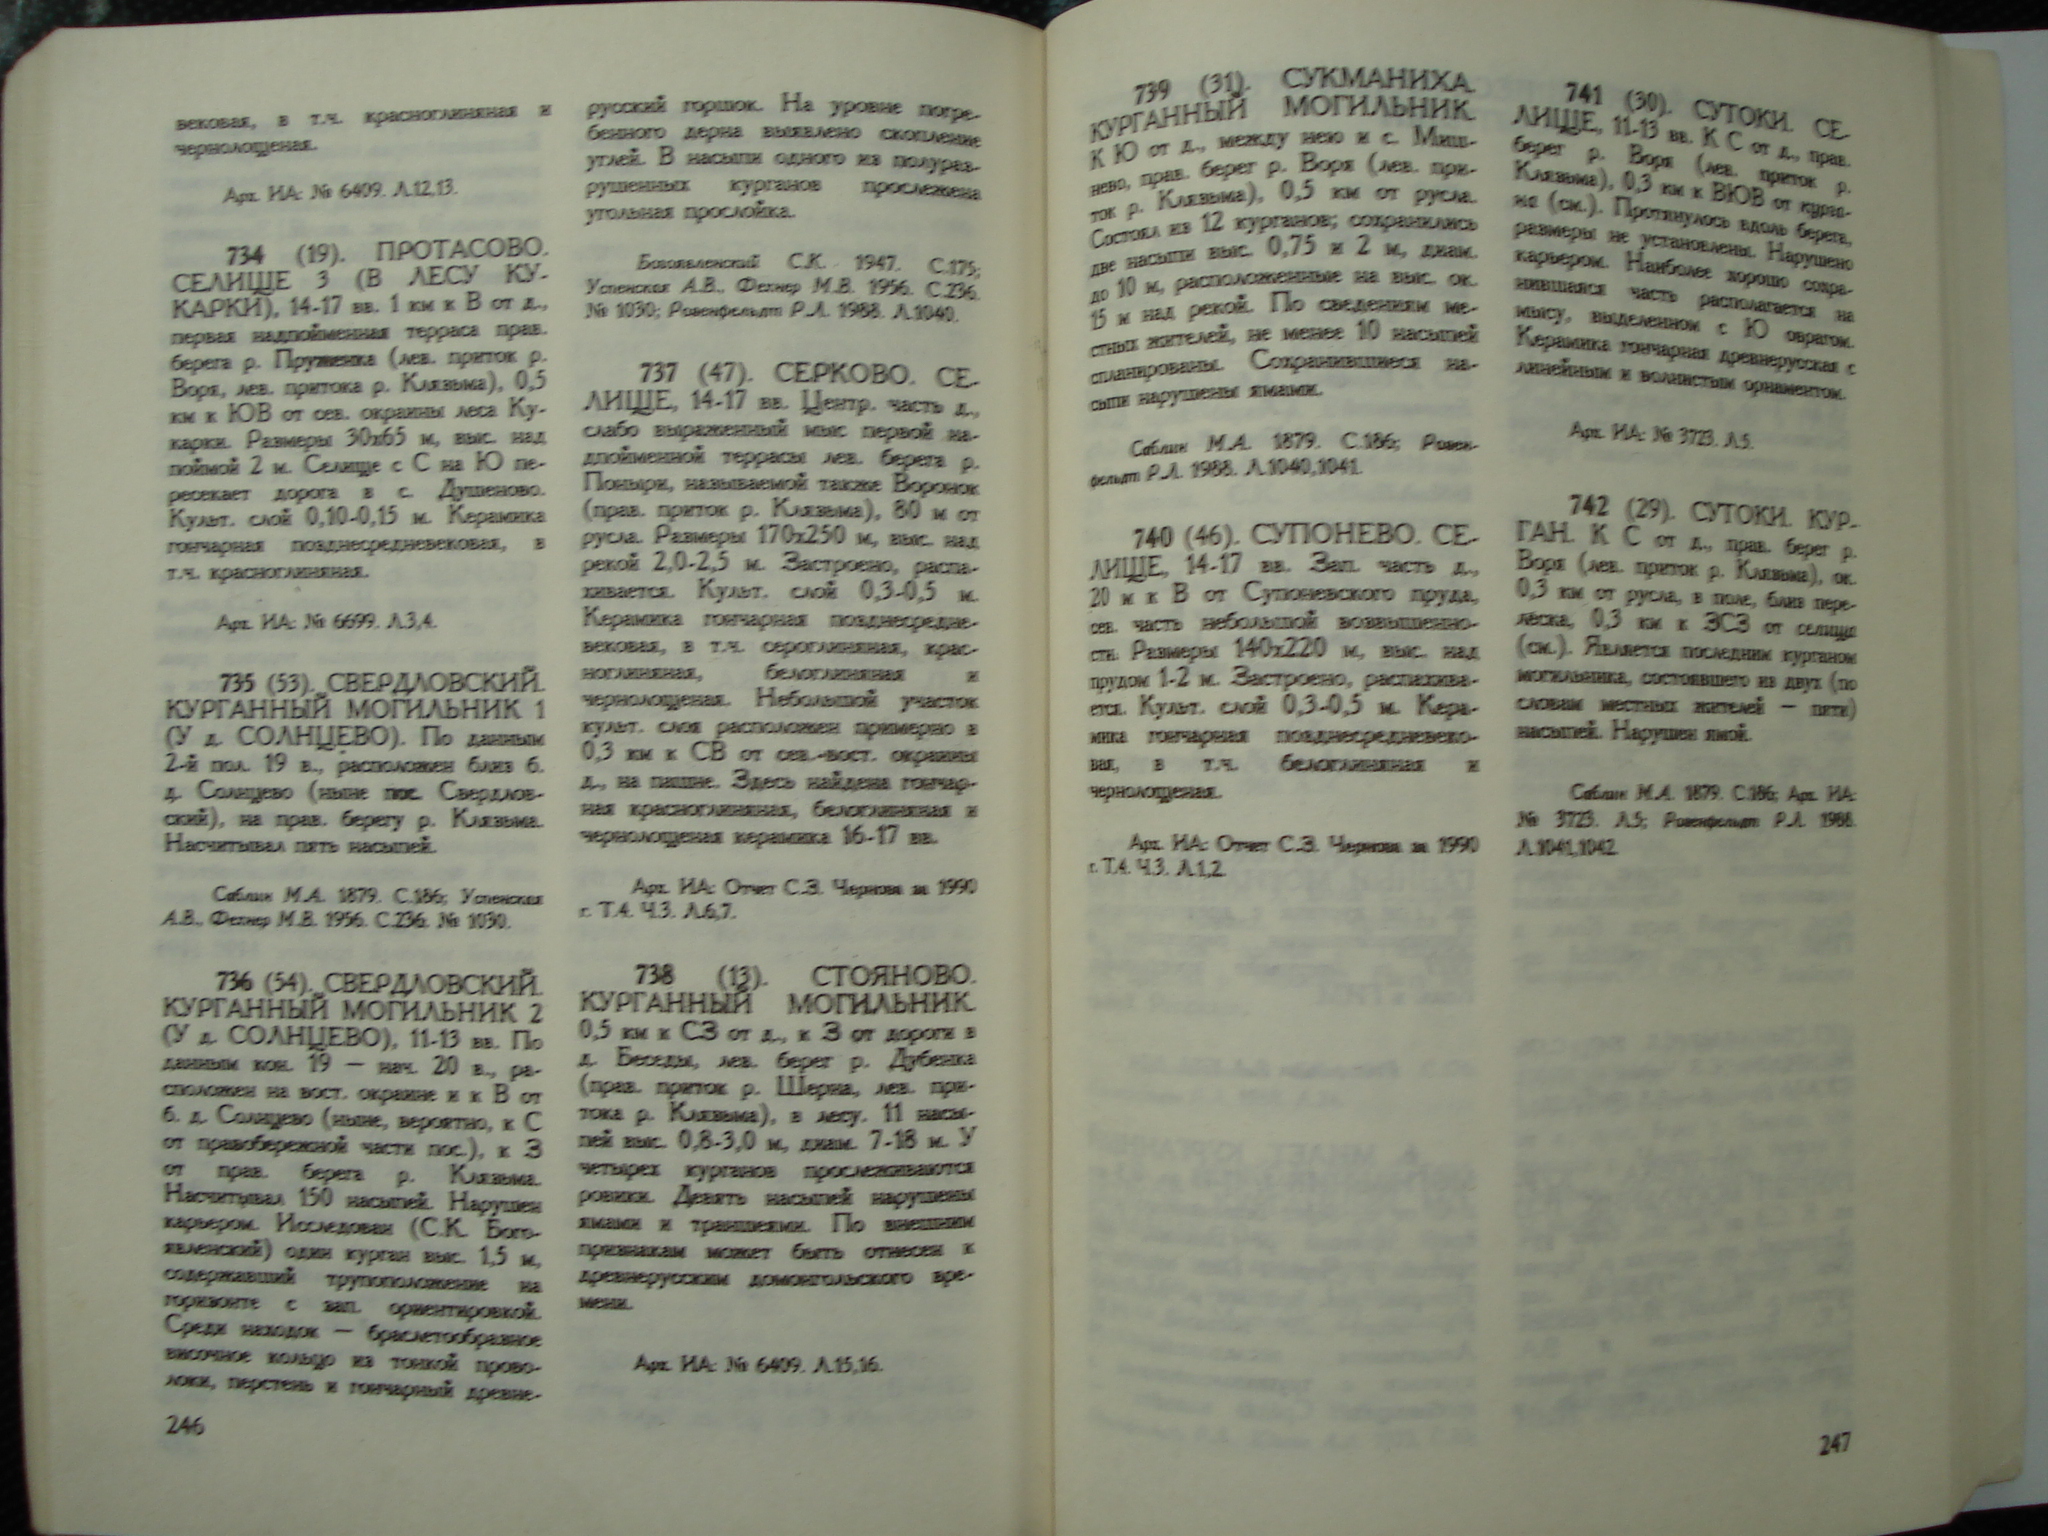 вековая, в т.ч. красноглиняная и
чернолощеная.
Арх. ИА: № 6409. Л.12,13.
734 (19). ПРОТАСОВО.
СЕЛИЩЕ 3 (В ЛЕСУ КУ-
КАРКИ), 14-17 вв. 1 км к В от д.,
первая надпойменная терраса прав.
берега р. Пруженка (лев. приток р.
Воря, лев. притока р. Клязьма), 0,5
км к ЮВ от сев. окраины леса Ку-
карки. Размеры 30х65 м, выс. над
поймой 2 м. Селище с С на Ю пе-
ресекает дорога в с. Душеново.
Культ. слой 0,10-0,15 м. Керамика
гончарная позднесредневековая, в
т.ч. красноглиняная.
Арх. ИА: № 6699. Л.3,4.
735 (53). СВЕРДЛОВСКИЙ.
КУРГАННЫЙ МОГИЛЬНИК 1
(У д. СОЛНЦЕВО). По данным
2-й пол. 19 в., расположен близ б.
д. Солнцево (ныне пос. Свердлов-
ский), на прав. берегу р. Клязьма.
Насчитывал пять насыпей.
Саблин М.А. 1879. С.186; Успенская
А.В., Фехнер М.В. 1956. С.236. № 1030.
736 (54). СВЕРДЛОВСКИЙ.
КУРГАННЫЙ МОГИЛЬНИК 2
(У д. СОЛНЦЕВО), 11-13 вв. По
данным кон. 19 — нач. 20 в., ра-
сположен на вост. окраине и к В от
б. д. Солнцево (ныне, вероятно, к С
от правобережной части пос.), к З
от прав. берега р. Клязьма.
Насчитывал 150 насыпей. Нарушен
карьером. Исследован (С.К. Бого-
явленский) один курган выс. 1,5 м,
содержавший трупоположение на
горизонте с зап. ориентировкой.
Среди находок — браслетообразное
височное кольцо из тонкой прово-
локи, перстень и гончарный древне-
246
русский горшок. На уровне погре-
бенного дерна выявлено скопление
углей. В насыпи одного из полураз-
рушенных курганов прослежена
угольная прослойка.
Богоявленский С.К. 1947. С.175;
Успенская А.В., Фехнер М.В. 1956. С.236.
№ 1030; Розенфельдт Р.Л. 1988. Л.1040.
737 (47). СЕРКОВО. СЕ-
ЛИЩЕ, 14-17 вв. Центр. часть д.,
слабо выраженный мыс первой на-
дпойменной террасы лев. берега р.
Поныри, называемой также Воронок
(прав. приток р. Клязьма), 80 м от
русла. Размеры 170х250 м, выс. над
рекой 2,0-2,5 м. Застроено, распа-
хивается. Культ. слой 0,3-0,5 м.
Керамика гончарная позднесредне-
вековая, в т.ч. сероглиняная, крас-
ноглиняная, белоглиняная и
чернолощеная. Небольшой участок
культ. слоя расположен примерно в
0,3 км к СВ от сев.-вост. окраины
д., на пашне. Здесь найдена гончар-
ная красноглиняная, белоглиняная и
чернолощеная керамика 16-17 вв.
Арх. ИА: Отчет С.З. Чернова за 1990
г. Т.4. Ч.3. Л.6,7.
738 (13). СТОЯНОВО.
КУРГАННЫЙ МОГИЛЬНИК.
0,5 км к СЗ от д., к З от дороги в
д. Беседы, лев. берег р. Дубенка
(прав. приток р. Шерна, лев. при-
тока р. Клязьма), в лесу. 11 насы-
пей выс. 0,8-3,0 м, диам. 7-18 м. У
четырех курганов прослеживаются
ровики. Девять насыпей нарушены
ямами и траншеями. По внешним
признакам может быть отнесен к
древнерусским домонгольского вре-
мени.
Арх. ИА: № 6409. Л.15,16.
739 (31). СУКМАНИХА.
КУРГАННЫЙ МОГИЛЬНИК.
К Ю от д., между нею и с. Миш-
нево, прав. берег р. Воря (лев. при-
ток р. Клязьма), 0,5 км от русла.
Состоял из 12 курганов; сохранились
две насыпи выс. 0,75 и 2 м, диам.
до 10 м, расположенные на выс. ок.
15 м над рекой. По сведениям ме-
стных жителей, не менее 10 насыпей
спланированы. Сохранившиеся на-
сыпи нарушены ямами.
Саблин М.А. 1879. С.186; Розен-
фельдт Р.Л. 1988. Л.1040,1041.
740 (46). СУПОНЕВО. СЕ-
ЛИЩЕ, 14-17 вв. Зап. часть д.,
20 м к В от Супоневского пруда,
сев. часть небольшой возвышенно-
сти. Размеры 140х220 м, выс. над
прудом 1-2 м. Застроено, распахива-
ется. Культ. слой 0,3-0,5 м. Кера-
мика гончарная позднесредневеко-
вая, в т.ч. белоглиняная и
чернолощеная.
Арх. ИА: Отчет С.З. Чернова за 1990
г. Т.4. Ч.3. Л.1,2.
741 (30). СУТОКИ. СЕ-
ЛИЩЕ, 11-13 вв. К С от д., прав.
берег р. Воря (лев. приток р.
Клязьма), 0,3 км к ВЮВ от курга-
на (см.). Протянулось вдоль берега,
размеры не установлены. Нарушено
карьером. Наиболее хорошо сохра-
нившаяся часть располагается на
мысу, выделенном с Ю оврагом.
Керамика гончарная древнерусская с
линейным и волнистым орнаментом.
Арх. ИА: № 3723. Л.5.
742 (29). СУТОКИ. КУР-
ГАН. К С от д., прав. берег р.
Воря (лев. приток р. Клязьма), ок.
0,3 км от русла, в поле, близ пере-
леска, 0,3 км к ЗСЗ от селища
(см.). Является последним курганом
могильника, состоявшего из двух (по
словам местных жителей — пяти)
насыпей. Нарушен ямой.
Саблин М.А. 1879. С.186; Арх. ИА:
№ 3723. Л.5; Розенфельдт Р.Л. 1988.
Л.1041,1042.
247